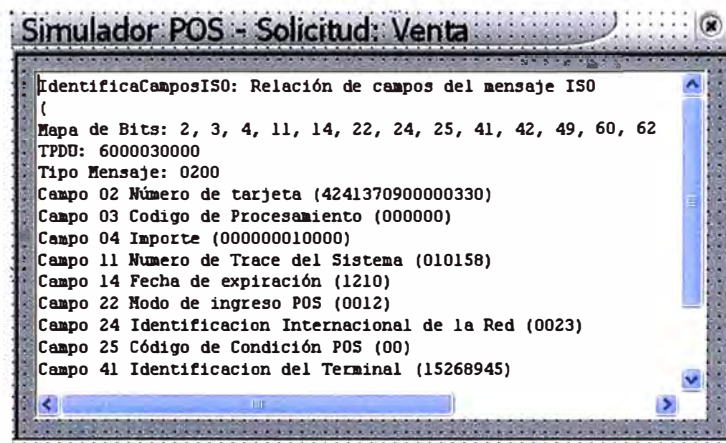 Simulador POS - Solicitud: Venta
IdentificaCamposISO: Relación de campos del mensaje ISO
(
Mapa de Bits: 2, 3, 4, 11, 14, 22, 24, 25, 41, 42, 49, 60, 62
TPDU: 6000030000
Tipo Mensaje: 0200
Campo 02 Número de tarjeta (4241370900000330)
Campo 03 Codigo de Procesamiento (000000)
Campo 04 Importe (000000010000)
Campo 11 Numero de Trace del Sistema (010158)
Campo 14 Fecha de expiración (1210)
Campo 22 Modo de ingreso POS (0012)
Campo 24 Identificacion Internacional de la Red (0023)
Campo 25 Código de Condición POS (00)
Campo 41 Identificacion del Terminal (15268945)